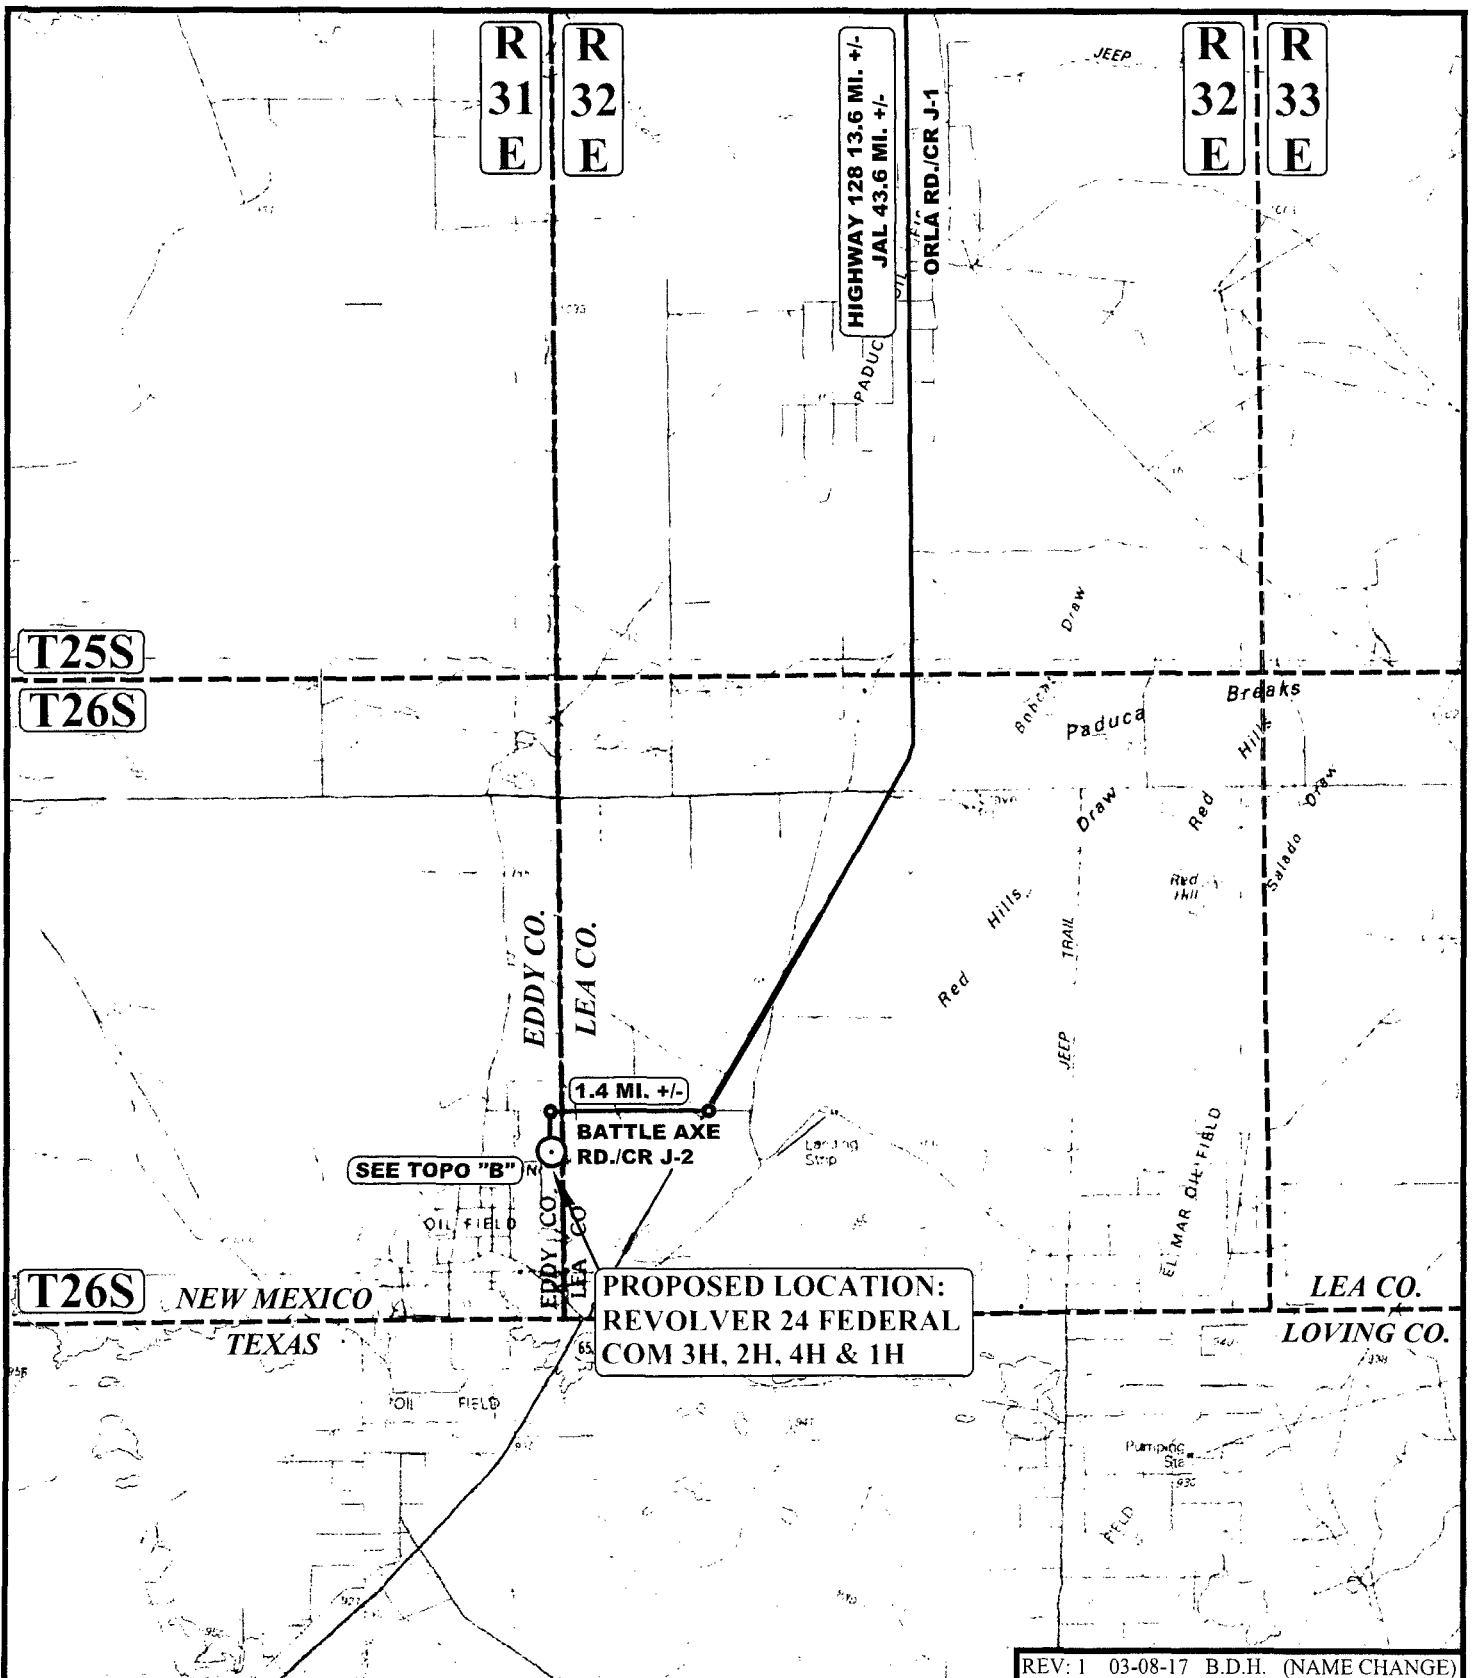 R
31
E
R
32
E
HIGHWAY 128 13.6 MI. +/-
JAL 43.6 MI. +/-
ORLA RD./CR J-1
JEEP
R
32
E
R
33
E
PADUC
OIL
Draw
T25S
T26S
Bobcat
Paduca
Breaks
Hills
Draw
Red
Draw
Salado
Red
Hill
Hills
Red
TRAIL
JEEP
EDDY CO.
LEA CO.
1.4 MI. +/-
BATTLE AXE
RD./CR J-2
Landing
Strip
SEE TOPO "B"
OIL FIELD
EDDY CO.
LEA CO
EL MAR OIL FIELD
T26S
NEW MEXICO
TEXAS
PROPOSED LOCATION:
REVOLVER 24 FEDERAL
COM 3H, 2H, 4H & 1H
LEA CO.
LOVING CO.
OIL FIELD
Pumping
Sta
FIELD
REV: 1 03-08-17 B.D.H. (NAME CHANGE)